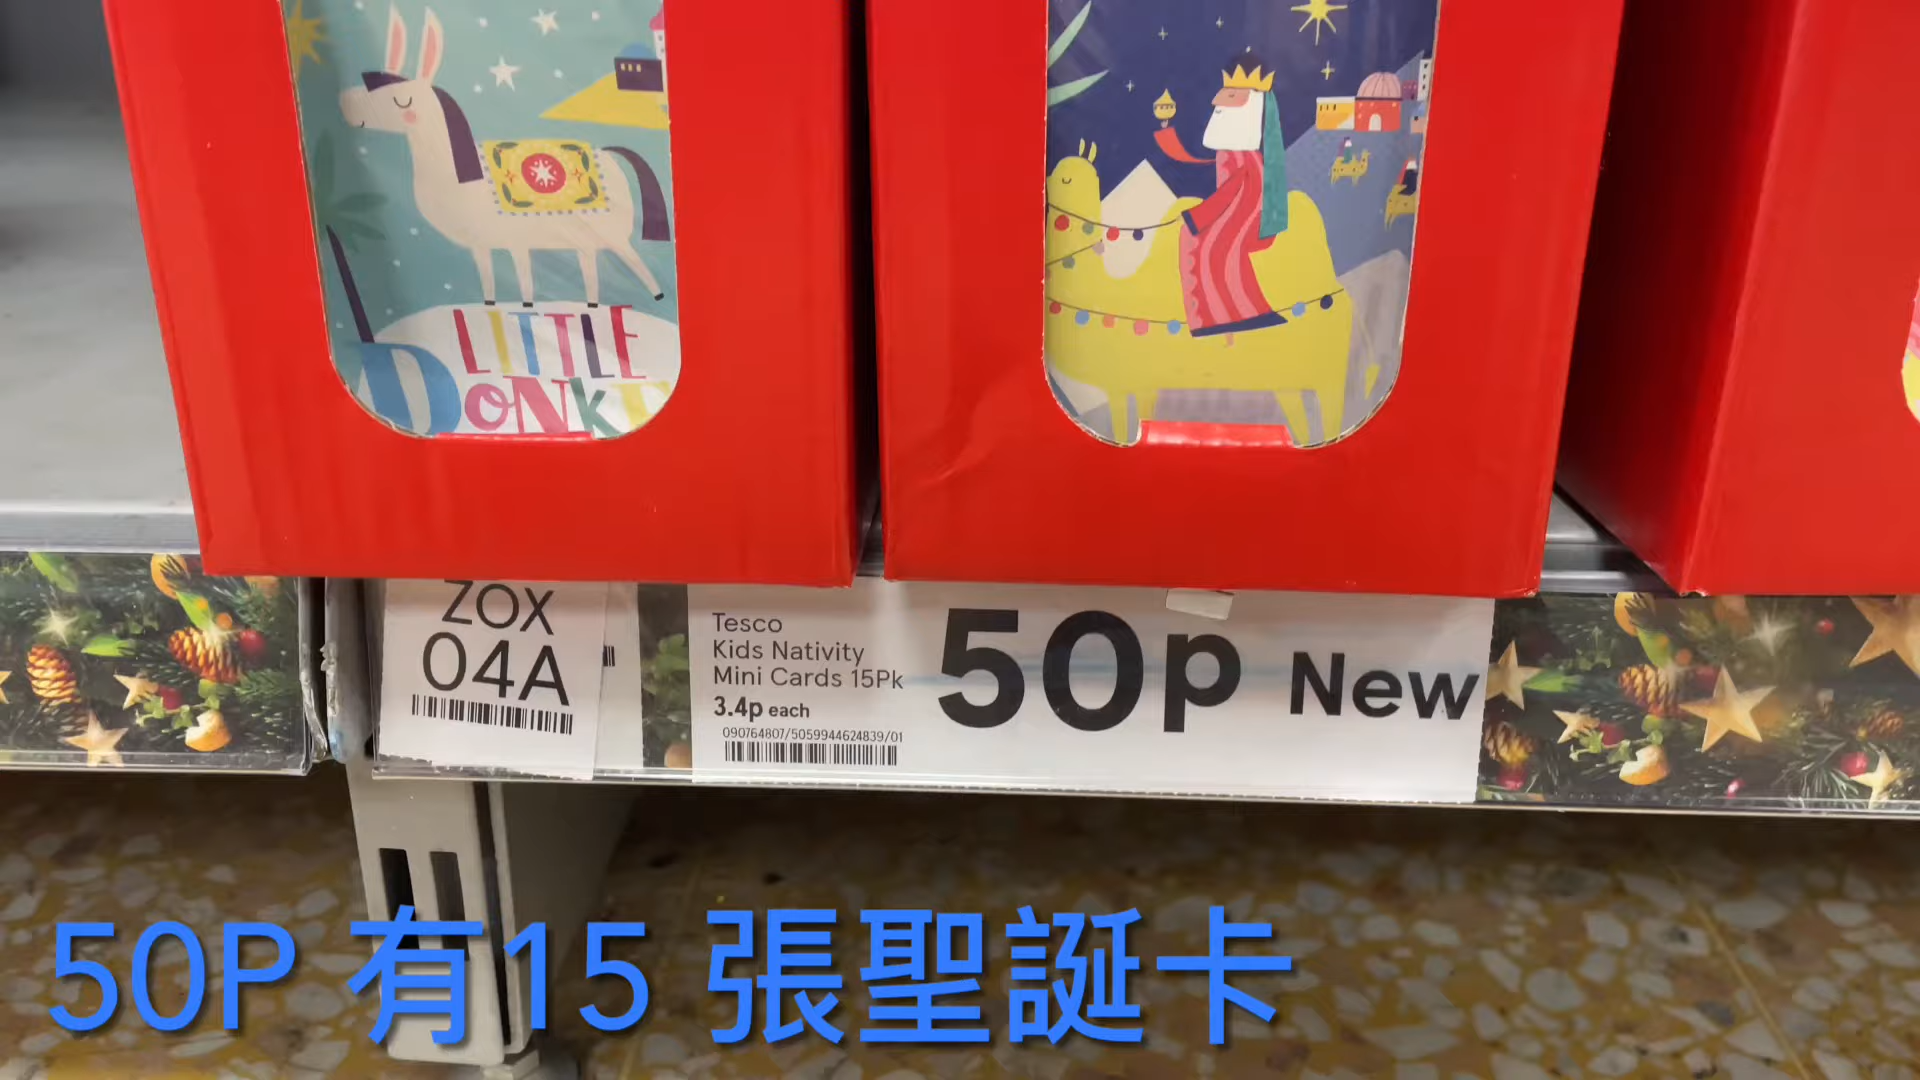 LITTLE
DONK
ZOX
04A
Tesco
Kids Nativity
Mini Cards 15Pk
3.4p each
090764807/5059944624839/01
50p New
50P 有15 張聖誕卡